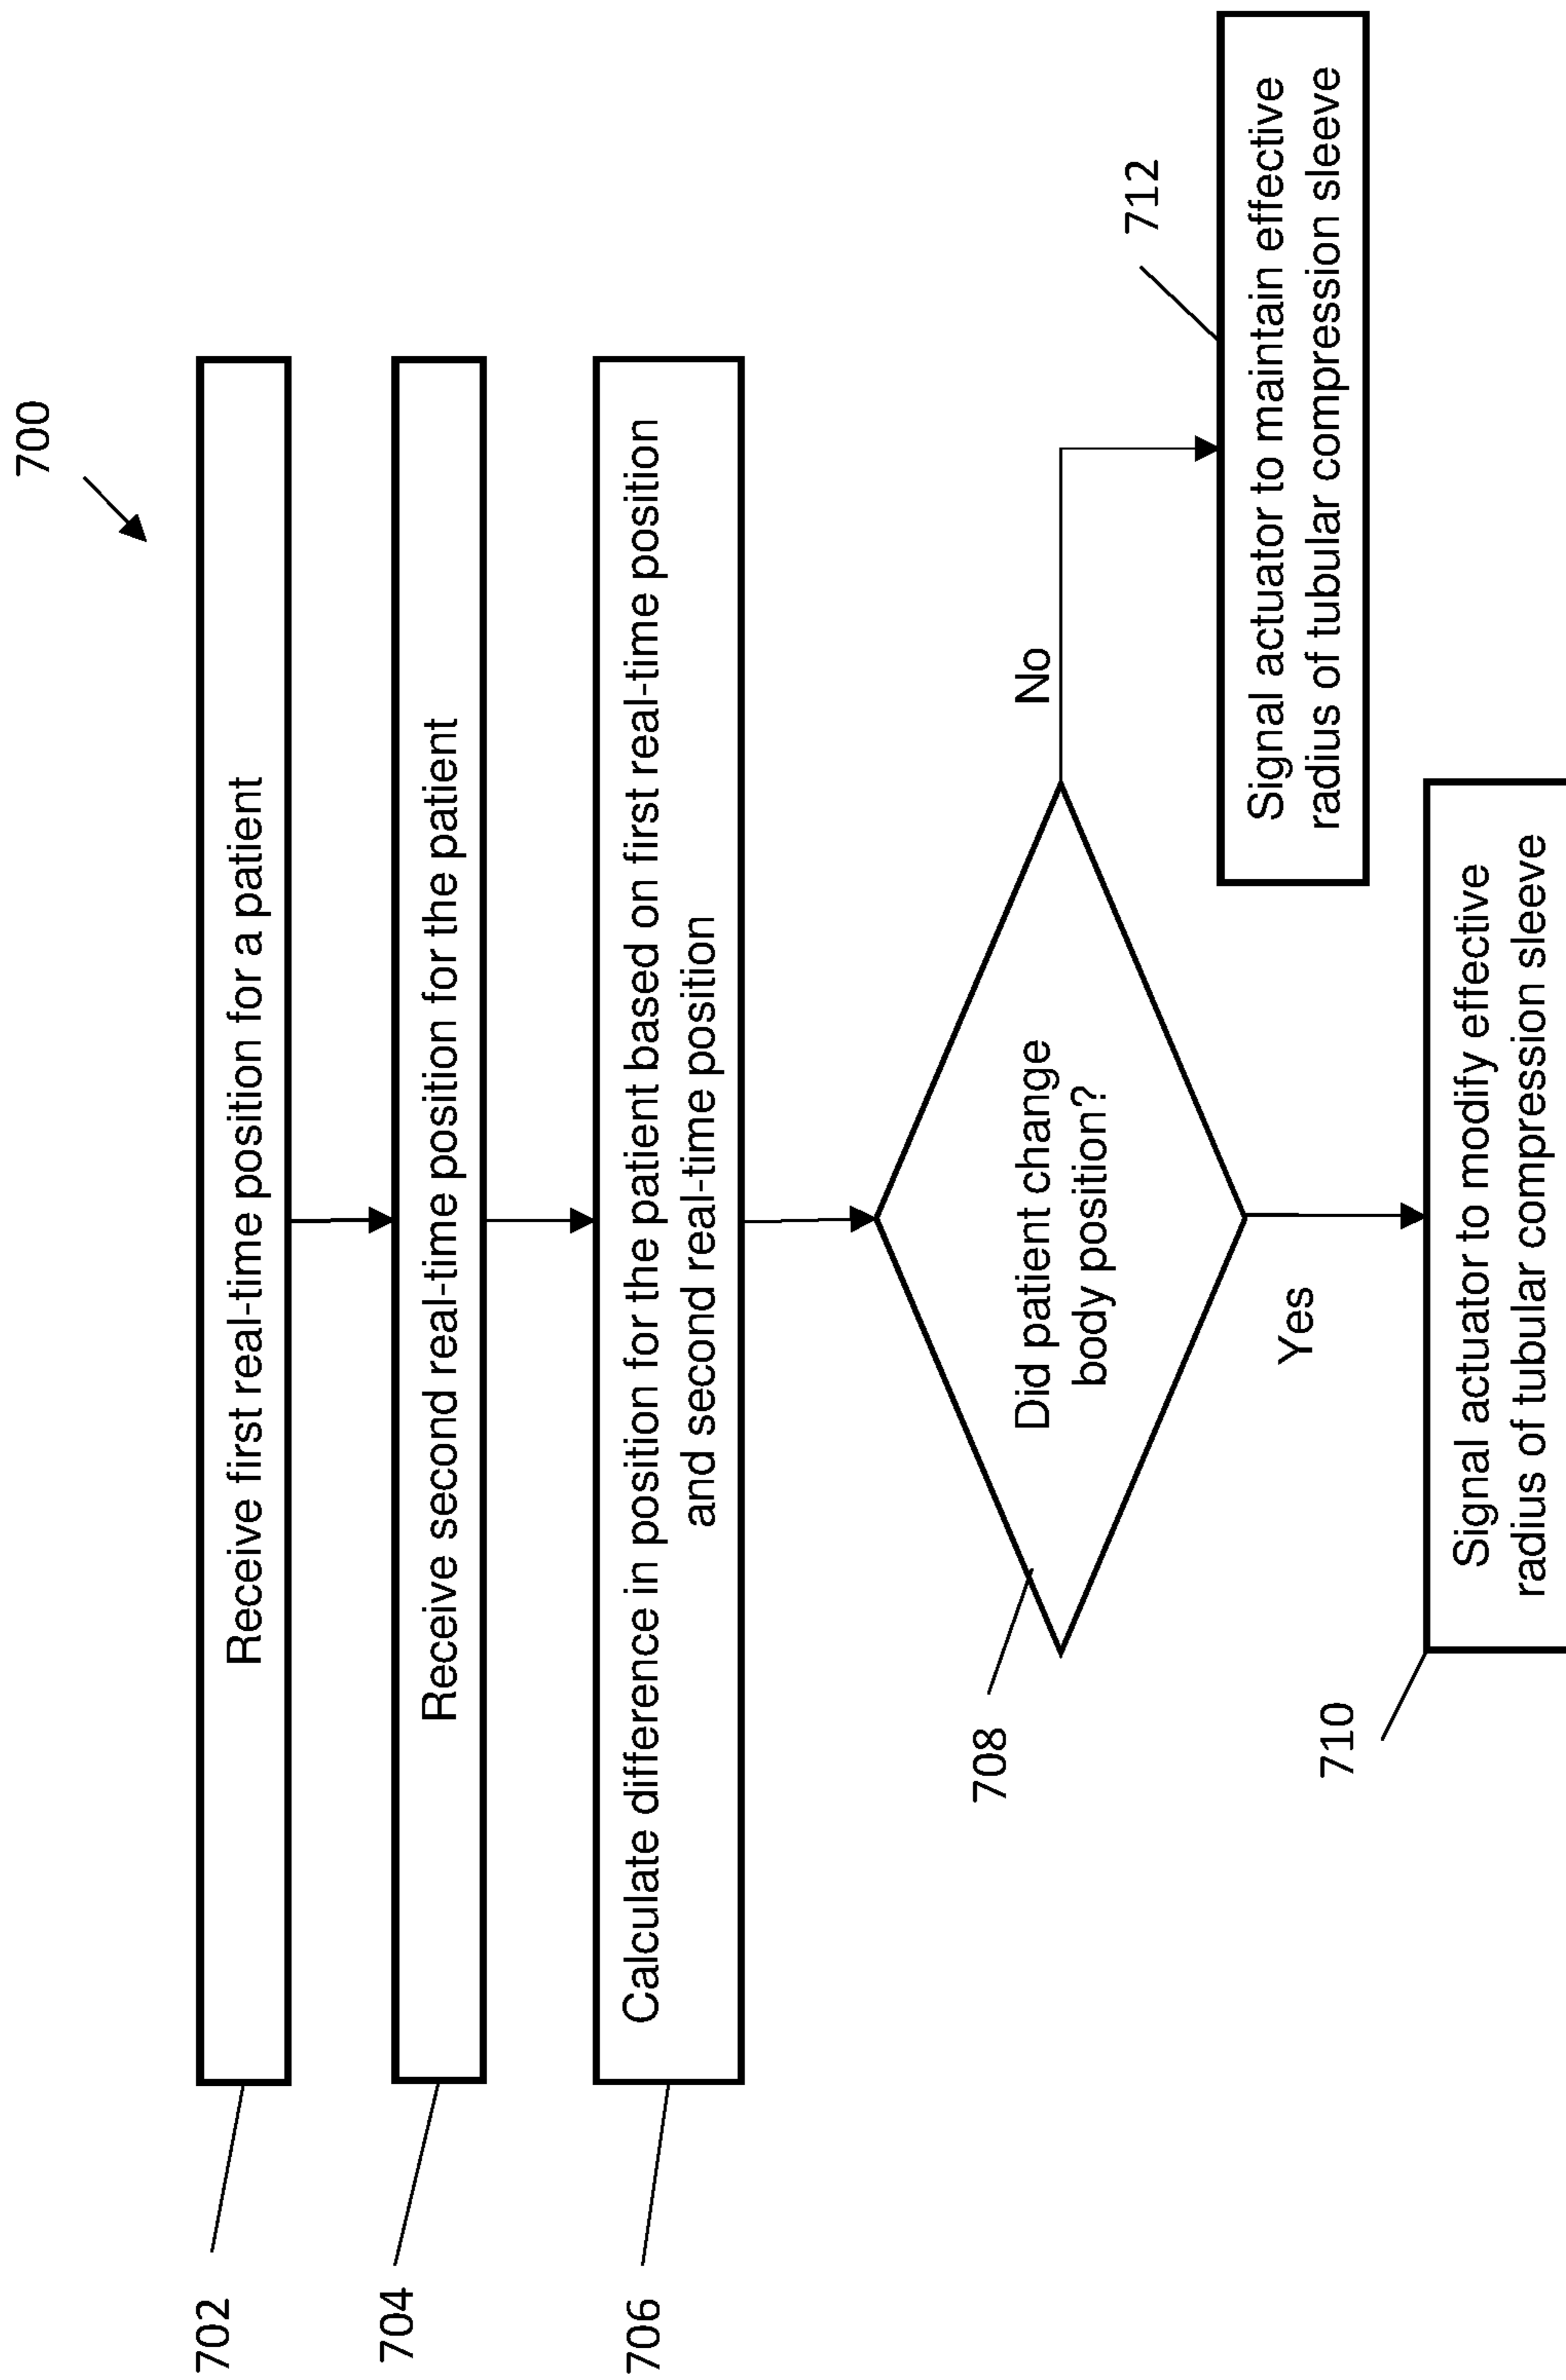 700
702
Receive first real-time position for a patient
704
Receive second real-time position for the patient
706
Calculate difference in position for the patient based on first real-time position
and second real-time position
708
Did patient change
body position?
No
712
Signal actuator to maintain effective
radius of tubular compression sleeve
Yes
710
Signal actuator to modify effective
radius of tubular compression sleeve